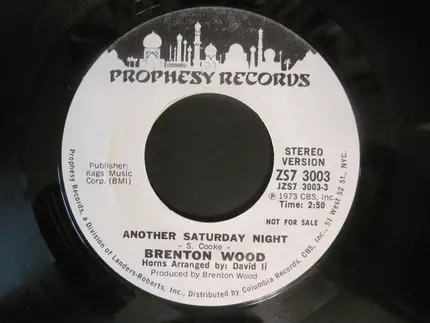 PROPHESY RECORDS
Publisher:
Kags Music
Corp. (BMI)
STEREO
VERSION
ZS7 3003
JZS7 3003-3
Ⓟ 1973 CBS, Inc.
Time: 2:50
NOT FOR SALE
ANOTHER SATURDAY NIGHT
- S. Cooke -
BRENTON WOOD
Horns Arranged by: David II
Produced by Brenton Wood
Prophesy Records, a Division of Landers-Roberts, Inc., Distributed by Columbia Records, CBS, Inc., 51 West 52 St., NYC.